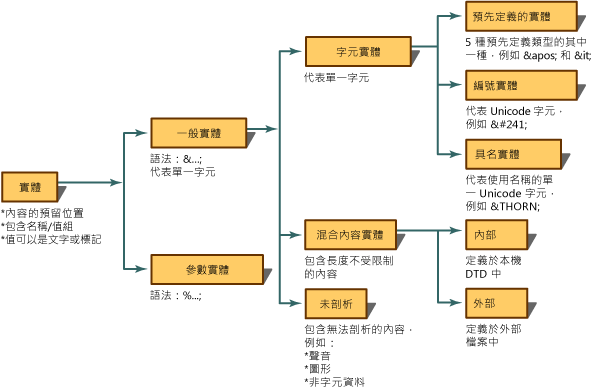 實體
*內容的預留位置
*包含名稱/值組
*值可以是文字或標記
一般實體
語法：&...;
代表單一字元
參數實體
語法：%...;
字元實體
代表單一字元
混合內容實體
包含長度不受限制
的內容
未剖析
包含無法剖析的內容，
例如：
*聲音
*圖形
*非字元資料
預先定義的實體
5 種預先定義類型的其中
一種，例如 &apos; 和 &it;
編號實體
代表 Unicode 字元，
例如 &#241;
具名實體
代表使用名稱的單
一 Unicode 字元，
例如 &THORN;
內部
定義於本機
DTD 中
外部
定義於外部
檔案中